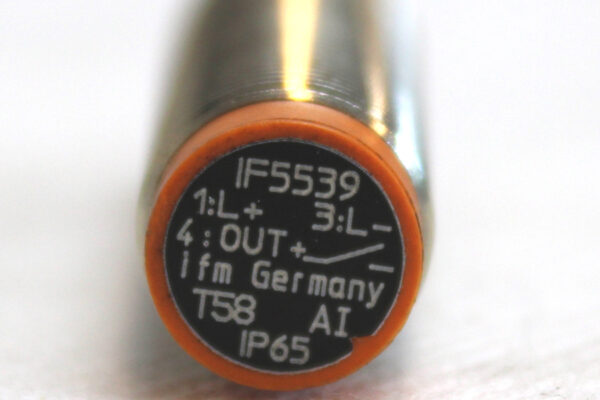 IF5539
1:L+ 3:L-
4:OUT+
ifm Germany
T58 AI
IP65